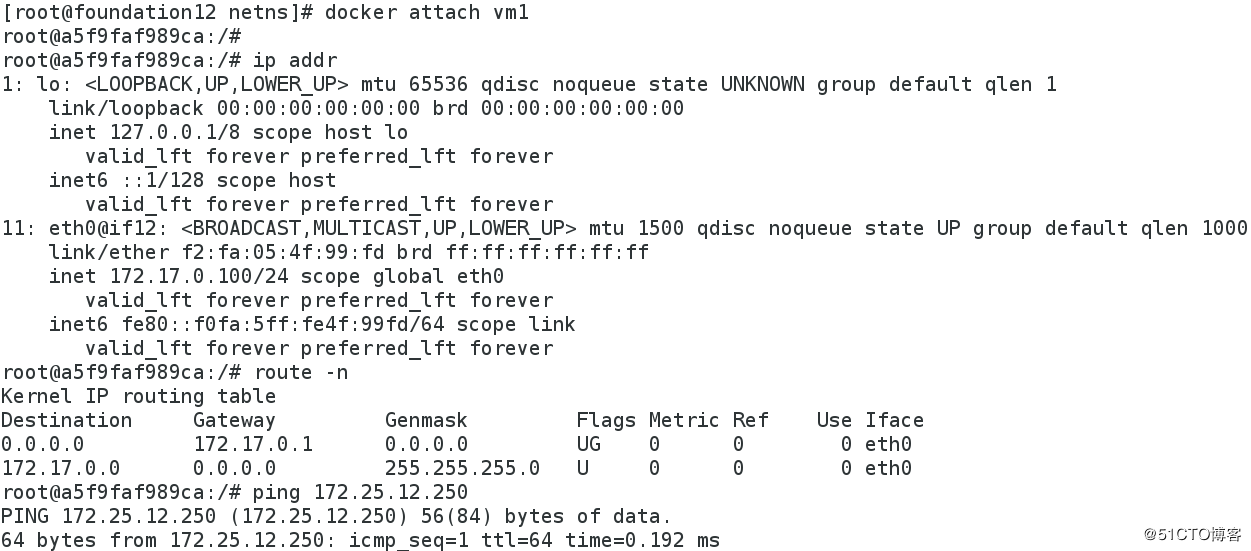 [root@foundation12 netns]# docker attach vm1
root@a5f9faf989ca:/#
root@a5f9faf989ca:/# ip addr
1: lo: <LOOPBACK,UP,LOWER_UP> mtu 65536 qdisc noqueue state UNKNOWN group default qlen 1
    link/loopback 00:00:00:00:00:00 brd 00:00:00:00:00:00
    inet 127.0.0.1/8 scope host lo
       valid_lft forever preferred_lft forever
    inet6 ::1/128 scope host
       valid_lft forever preferred_lft forever
11: eth0@if12: <BROADCAST,MULTICAST,UP,LOWER_UP> mtu 1500 qdisc noqueue state UP group default qlen 1000
    link/ether f2:fa:05:4f:99:fd brd ff:ff:ff:ff:ff:ff
    inet 172.17.0.100/24 scope global eth0
       valid_lft forever preferred_lft forever
    inet6 fe80::f0fa:5ff:fe4f:99fd/64 scope link
       valid_lft forever preferred_lft forever
root@a5f9faf989ca:/# route -n
Kernel IP routing table
Destination     Gateway         Genmask         Flags Metric Ref    Use Iface
0.0.0.0         172.17.0.1      0.0.0.0         UG    0      0        0 eth0
172.17.0.0      0.0.0.0         255.255.255.0   U     0      0        0 eth0
root@a5f9faf989ca:/# ping 172.25.12.250
PING 172.25.12.250 (172.25.12.250) 56(84) bytes of data.
64 bytes from 172.25.12.250: icmp_seq=1 ttl=64 time=0.192 ms
@51CTO博客